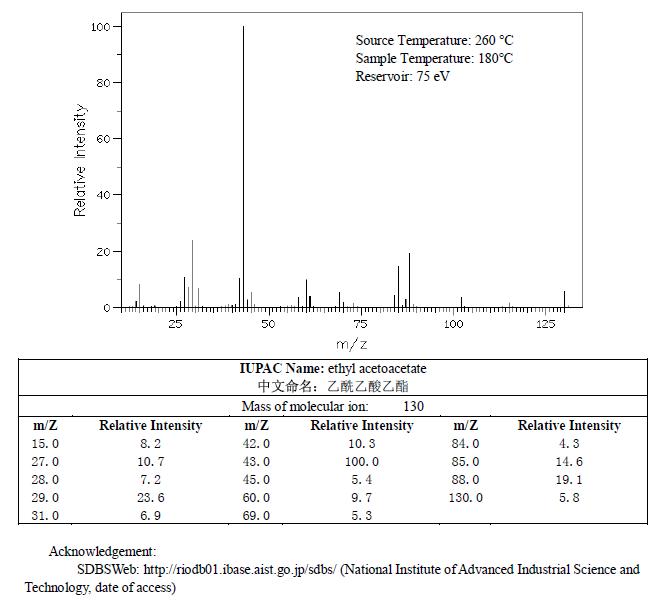 100
80
60
40
20
0
Relative Intensity
Source Temperature: 260 °C
Sample Temperature: 180°C
Reservoir: 75 eV
25 50 75 100 125
m/z
IUPAC Name: ethyl acetoacetate
中文命名：乙酰乙酸乙酯
Mass of molecular ion: 130
m/Z Relative Intensity m/Z Relative Intensity m/Z Relative Intensity
15.0 8.2 42.0 10.3 84.0 4.3
27.0 10.7 43.0 100.0 85.0 14.6
28.0 7.2 45.0 5.4 88.0 19.1
29.0 23.6 60.0 9.7 130.0 5.8
31.0 6.9 69.0 5.3
Acknowledgement:
SDBSWeb: http://riodb01.ibase.aist.go.jp/sdbs/ (National Institute of Advanced Industrial Science and
Technology, date of access)